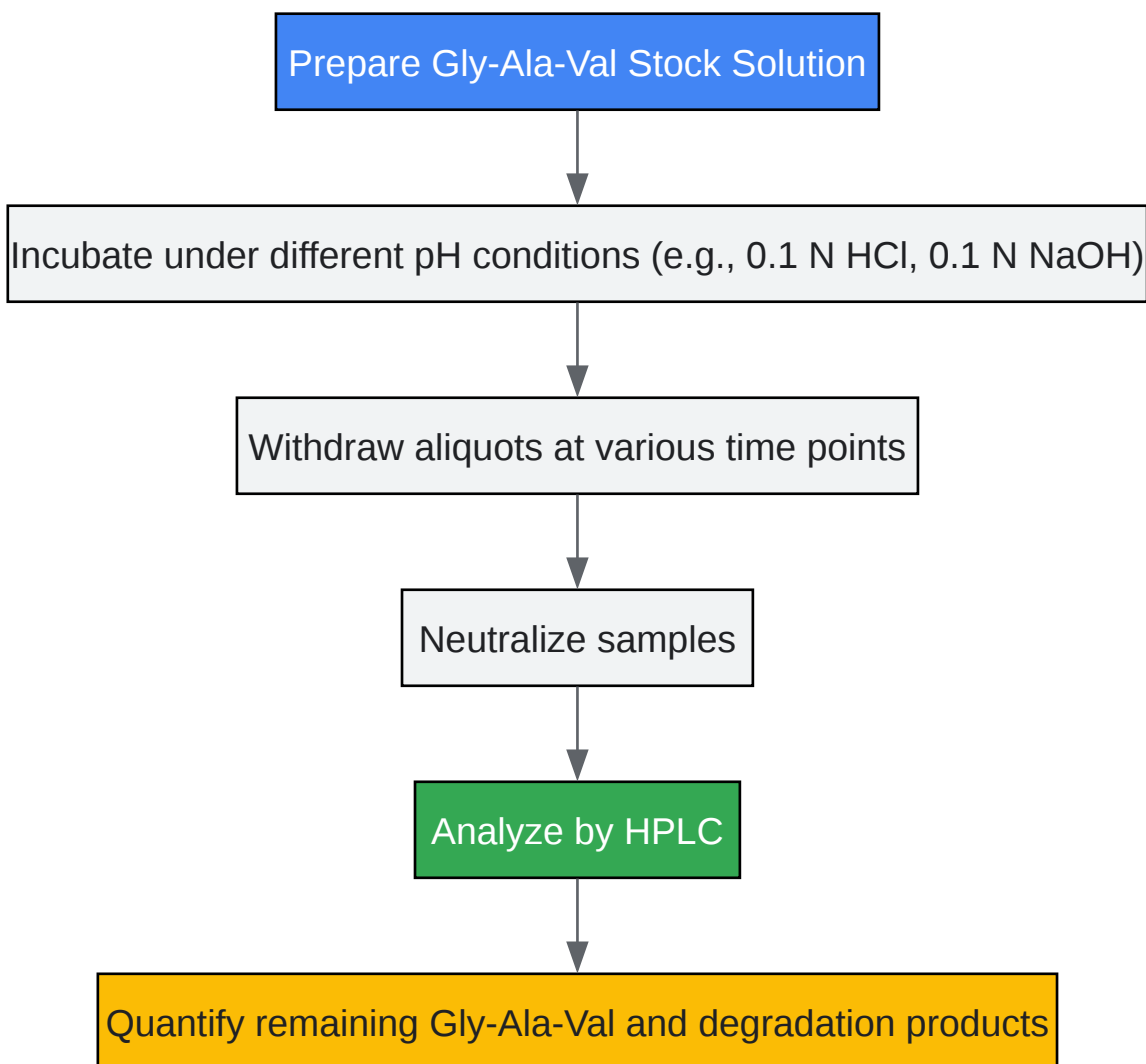 Prepare Gly-Ala-Val Stock Solution
Incubate under different pH conditions (e.g., 0.1 N HCl, 0.1 N NaOH)
Withdraw aliquots at various time points
Neutralize samples
Analyze by HPLC
Quantify remaining Gly-Ala-Val and degradation products